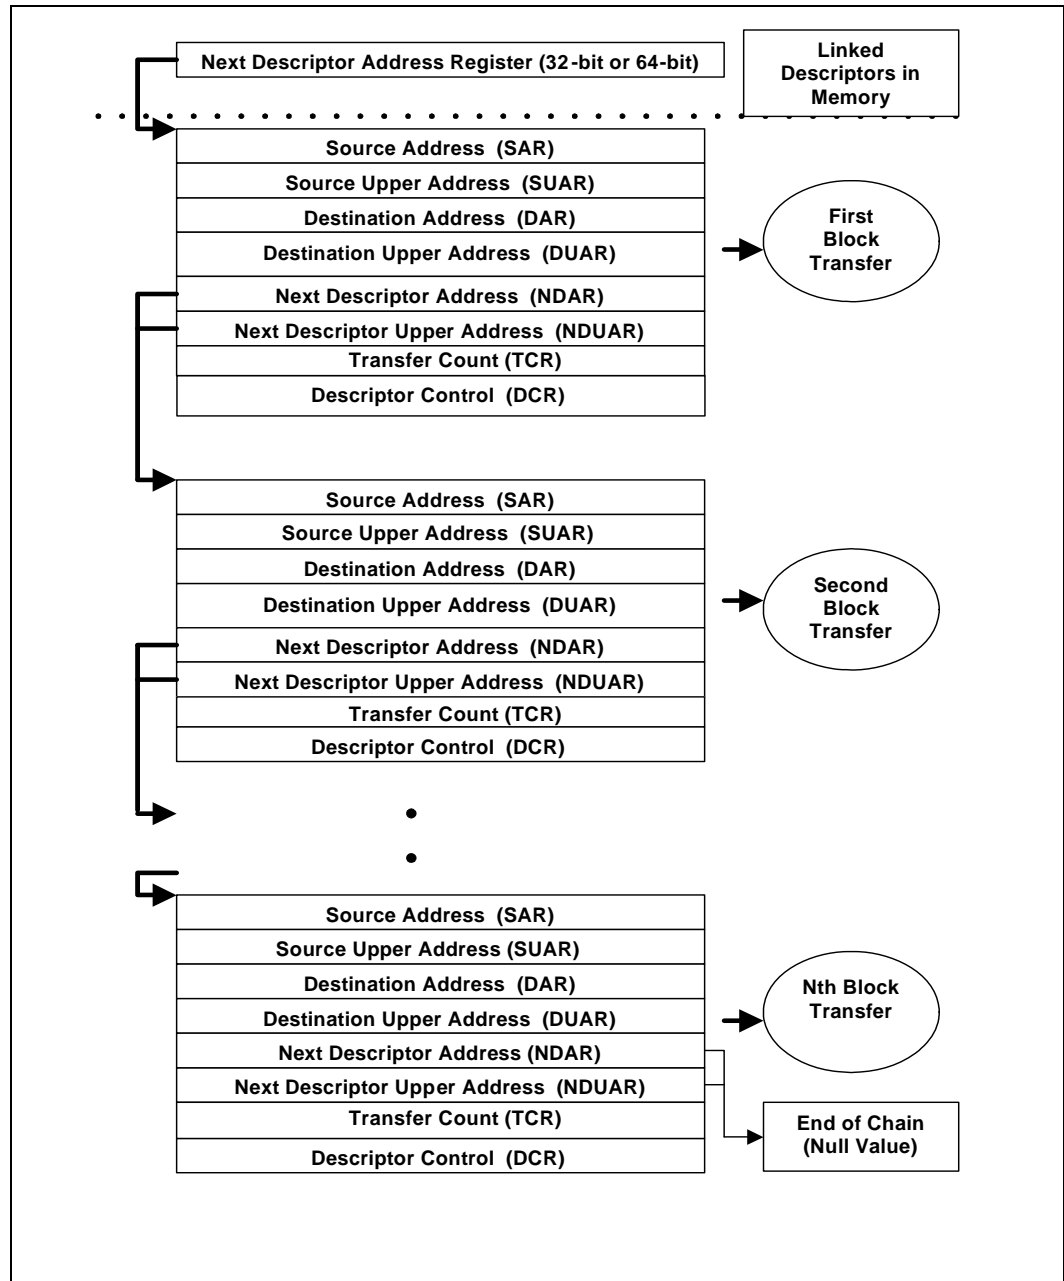 Next Descriptor Address Register (32-bit or 64-bit)
Linked
Descriptors in
Memory
Source Address (SAR)
Source Upper Address (SUAR)
Destination Address (DAR)
Destination Upper Address (DUAR)
Next Descriptor Address (NDAR)
Next Descriptor Upper Address (NDUAR)
Transfer Count (TCR)
Descriptor Control (DCR)
First
Block
Transfer
Source Address (SAR)
Source Upper Address (SUAR)
Destination Address (DAR)
Destination Upper Address (DUAR)
Next Descriptor Address (NDAR)
Next Descriptor Upper Address (NDUAR)
Transfer Count (TCR)
Descriptor Control (DCR)
Second
Block
Transfer
Source Address (SAR)
Source Upper Address (SUAR)
Destination Address (DAR)
Destination Upper Address (DUAR)
Next Descriptor Address (NDAR)
Next Descriptor Upper Address (NDUAR)
Transfer Count (TCR)
Descriptor Control (DCR)
Nth Block
Transfer
End of Chain
(Null Value)